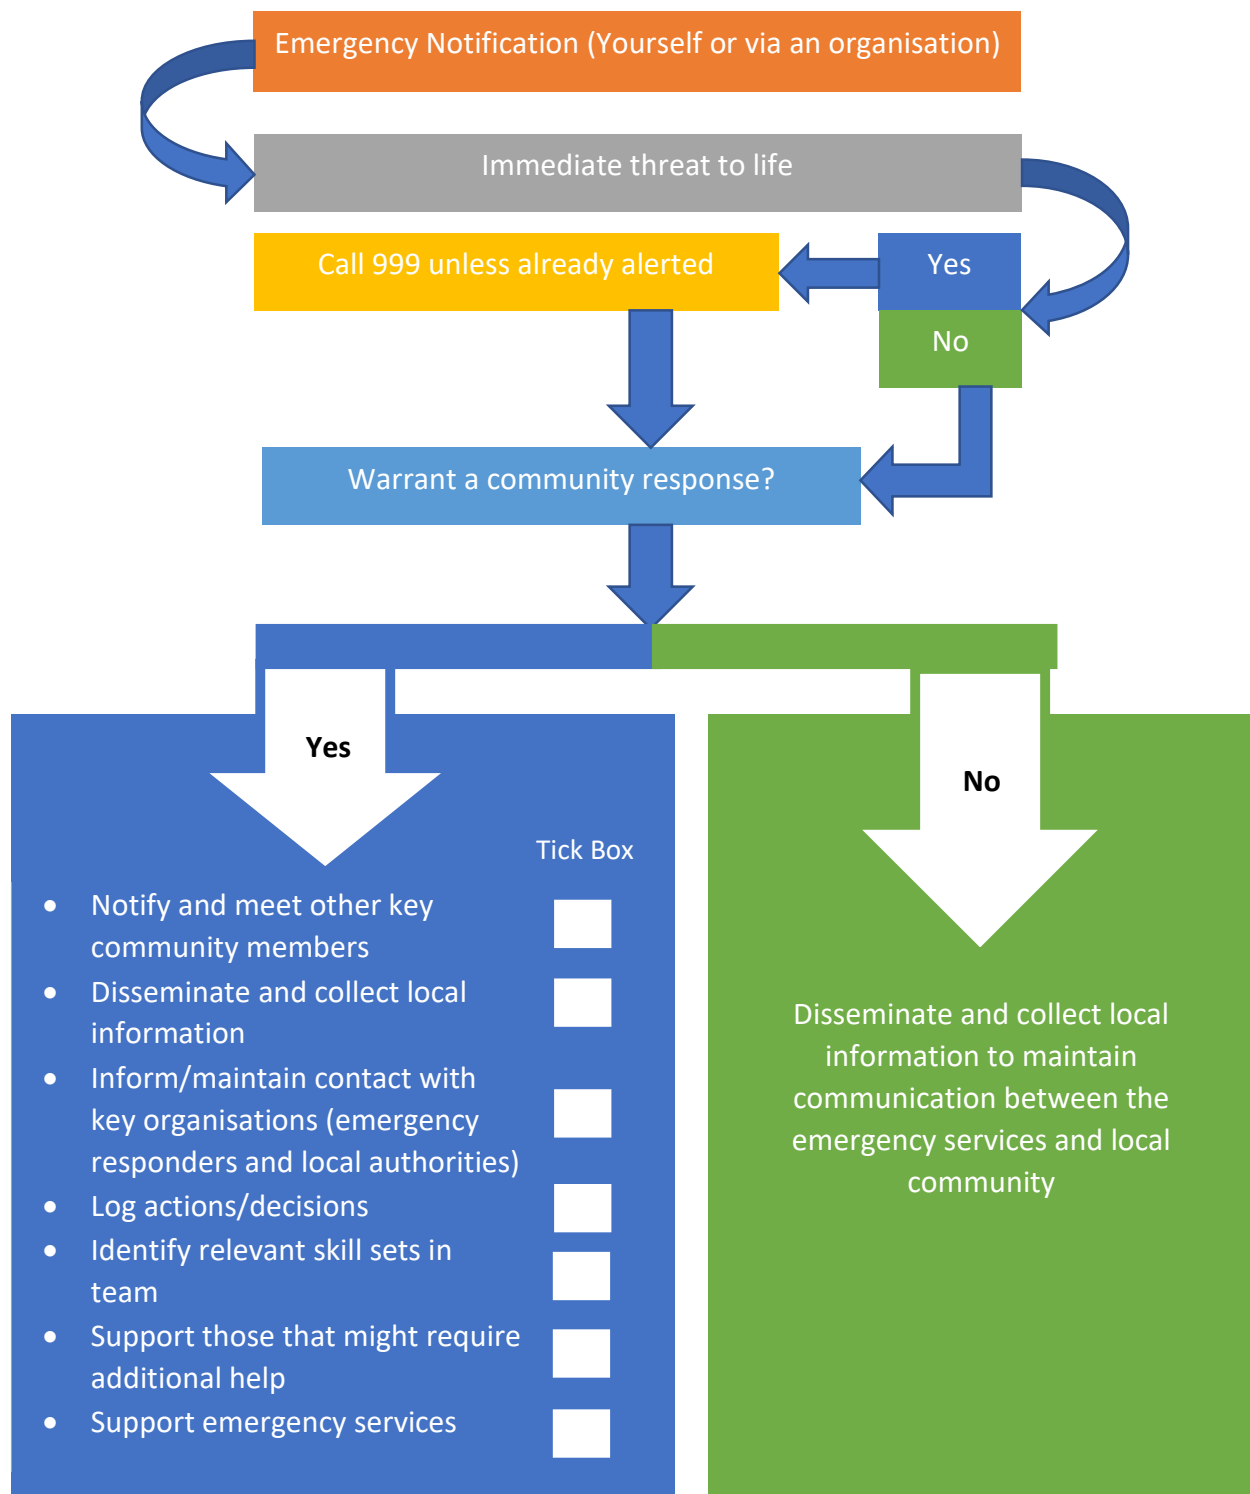 Emergency Notification (Yourself or via an organisation)
Immediate threat to life
Call 999 unless already alerted
Yes
No
Warrant a community response?
Yes
Tick Box
• Notify and meet other key
community members
• Disseminate and collect local
information
• Inform/maintain contact with
key organisations (emergency
responders and local authorities)
• Log actions/decisions
• Identify relevant skill sets in
team
• Support those that might require
additional help
• Support emergency services
No
Disseminate and collect local
information to maintain
communication between the
emergency services and local
community